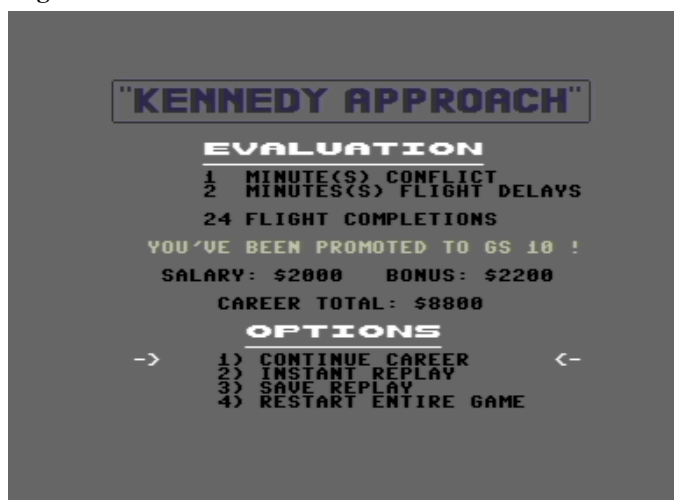 "KENNEDY APPROACH"
EVALUATION
1 MINUTE(S) CONFLICT
2 MINUTES(S) FLIGHT DELAYS
24 FLIGHT COMPLETIONS
YOU'VE BEEN PROMOTED TO GS 10 !
SALARY: $2000 BONUS: $2200
CAREER TOTAL: $8800
OPTIONS
-> 1) CONTINUE CAREER <-
2) INSTANT REPLAY
3) SAVE REPLAY
4) RESTART ENTIRE GAME